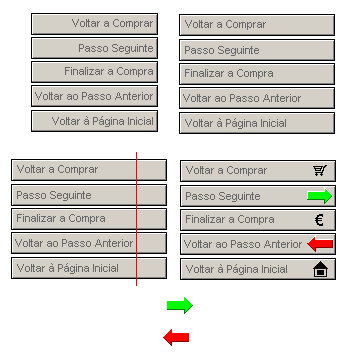 Voltar a Comprar
Passo Seguinte
Finalizar a Compra
Voltar ao Passo Anterior
Voltar à Página Inicial
Voltar a Comprar
Passo Seguinte
Finalizar a Compra
Voltar ao Passo Anterior
Voltar à Página Inicial
Voltar a Comprar
Passo Seguinte
Finalizar a Compra
Voltar ao Passo Anterior
Voltar à Página Inicial
Voltar a Comprar
Passo Seguinte
Finalizar a Compra €
Voltar ao Passo Anterior
Voltar à Página Inicial